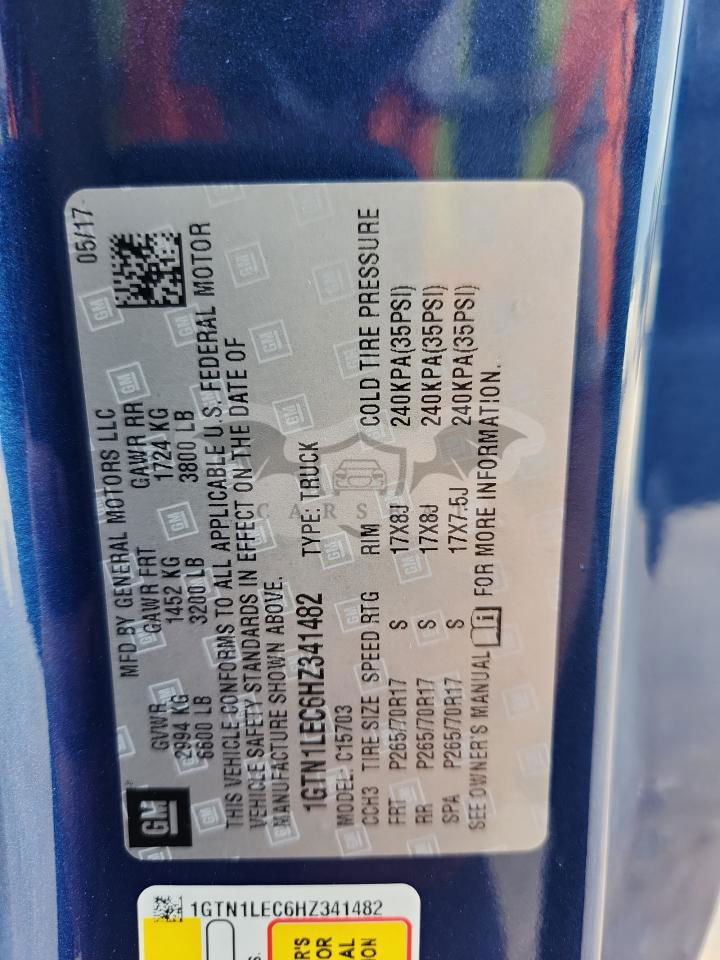 MFD BY GENERAL MOTORS LLC 05/17
GVWR GAWR FRT GAWR RR
2994 KG 1452 KG 1724 KG
6600 LB 3200 LB 3800 LB
THIS VEHICLE CONFORMS TO ALL APPLICABLE U.S. FEDERAL MOTOR
VEHICLE SAFETY STANDARDS IN EFFECT ON THE DATE OF
MANUFACTURE SHOWN ABOVE.
1GTN1LEC6HZ341482 TYPE: TRUCK
MODEL: C15703
CCH3 TIRE SIZE SPEED RTG RIM COLD TIRE PRESSURE
FRT P265/70R17 S 17X8J 240KPA(35PSI)
RR P265/70R17 S 17X8J 240KPA(35PSI)
SPA P265/70R17 S 17X7.5J 240KPA(35PSI)
SEE OWNER'S MANUAL i FOR MORE INFORMATION.
GM
1GTN1LEC6HZ341482